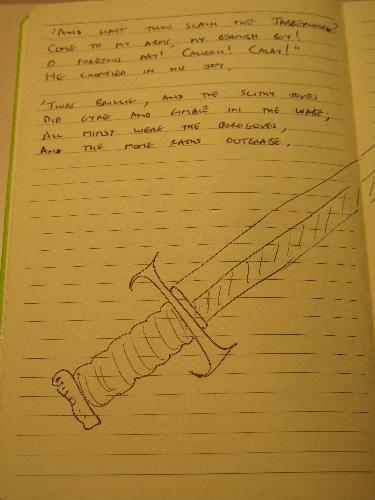 'AND HAST THOU SLAIN THE JABBERWOCK?
COME TO MY ARMS, MY BEAMISH BOY!
O FRABJOUS DAY! CALLOOH! CALLAY!"
HE CHORTLED IN HIS JOY.
'TWAS BRILLIG, AND THE SLITHY TOVES
DID GYRE AND GIMBLE IN THE WABE,
ALL MIMSY WERE THE BOROGOVES,
AND THE MOME RATHS OUTGRABE.